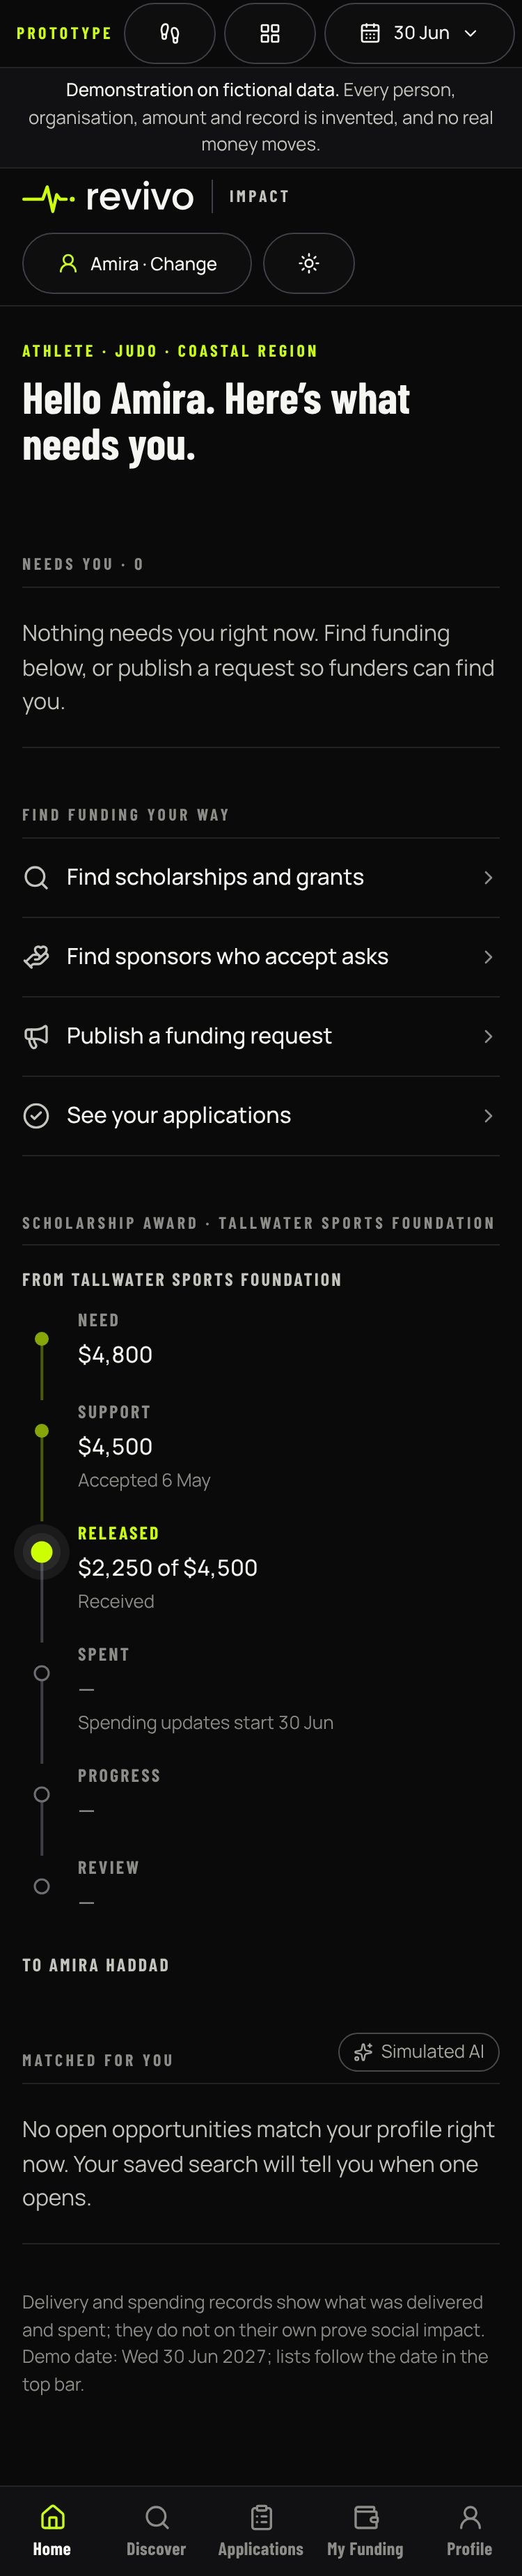 PROTOTYPE
30 Jun
Demonstration on fictional data. Every person,
organisation, amount and record is invented, and no real
money moves.
revivo
IMPACT
Amira · Change
ATHLETE · JUDO · COASTAL REGION
Hello Amira. Here’s what
needs you.
NEEDS YOU · 0
Nothing needs you right now. Find funding
below, or publish a request so funders can find
you.
FIND FUNDING YOUR WAY
Find scholarships and grants
Find sponsors who accept asks
Publish a funding request
See your applications
SCHOLARSHIP AWARD · TALLWATER SPORTS FOUNDATION
FROM TALLWATER SPORTS FOUNDATION
NEED
$4,800
SUPPORT
$4,500
Accepted 6 May
RELEASED
$2,250 of $4,500
Received
SPENT
—
Spending updates start 30 Jun
PROGRESS
—
REVIEW
—
TO AMIRA HADDAD
MATCHED FOR YOU
Simulated AI
No open opportunities match your profile right
now. Your saved search will tell you when one
opens.
Delivery and spending records show what was delivered
and spent; they do not on their own prove social impact.
Demo date: Wed 30 Jun 2027; lists follow the date in the
top bar.
Home
Discover
Applications
My Funding
Profile